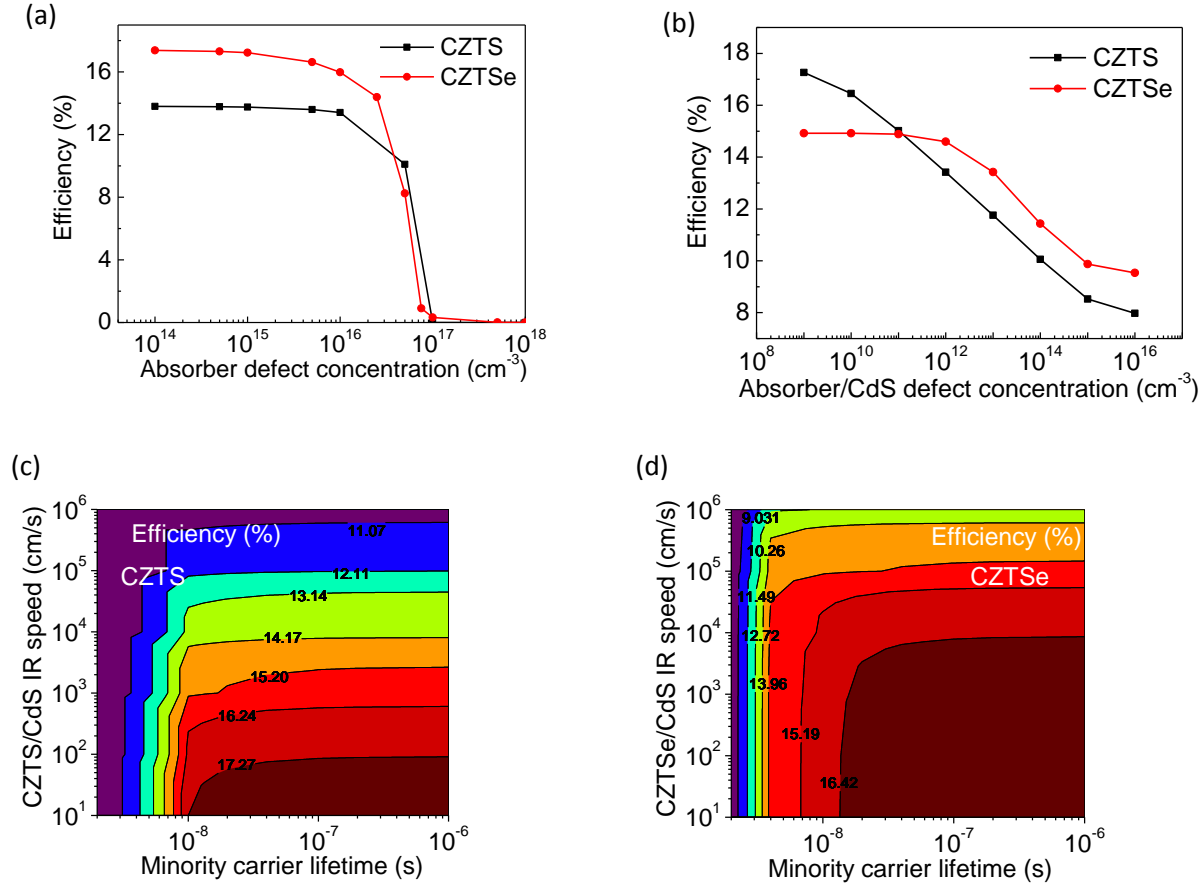 (a)
CZTS
CZTSe
Efficiency (%)
16
12
8
4
0
10^14 10^15 10^16 10^17 10^18
Absorber defect concentration (cm^-3)
(b)
CZTS
CZTSe
Efficiency (%)
18
16
14
12
10
8
10^8 10^10 10^12 10^14 10^16
Absorber/CdS defect concentration (cm^-3)
(c)
CZTS/CdS IR speed (cm/s)
10^6
10^5
10^4
10^3
10^2
10^1
Efficiency (%)
CZTS
11.07
12.11
13.14
14.17
15.20
16.24
17.27
10^-8 10^-7 10^-6
Minority carrier lifetime (s)
(d)
CZTSe/CdS IR speed (cm/s)
10^6
10^5
10^4
10^3
10^2
10^1
9.031
Efficiency (%)
10.26
CZTSe
11.49
12.72
13.96
15.19
16.42
10^-8 10^-7 10^-6
Minority carrier lifetime (s)